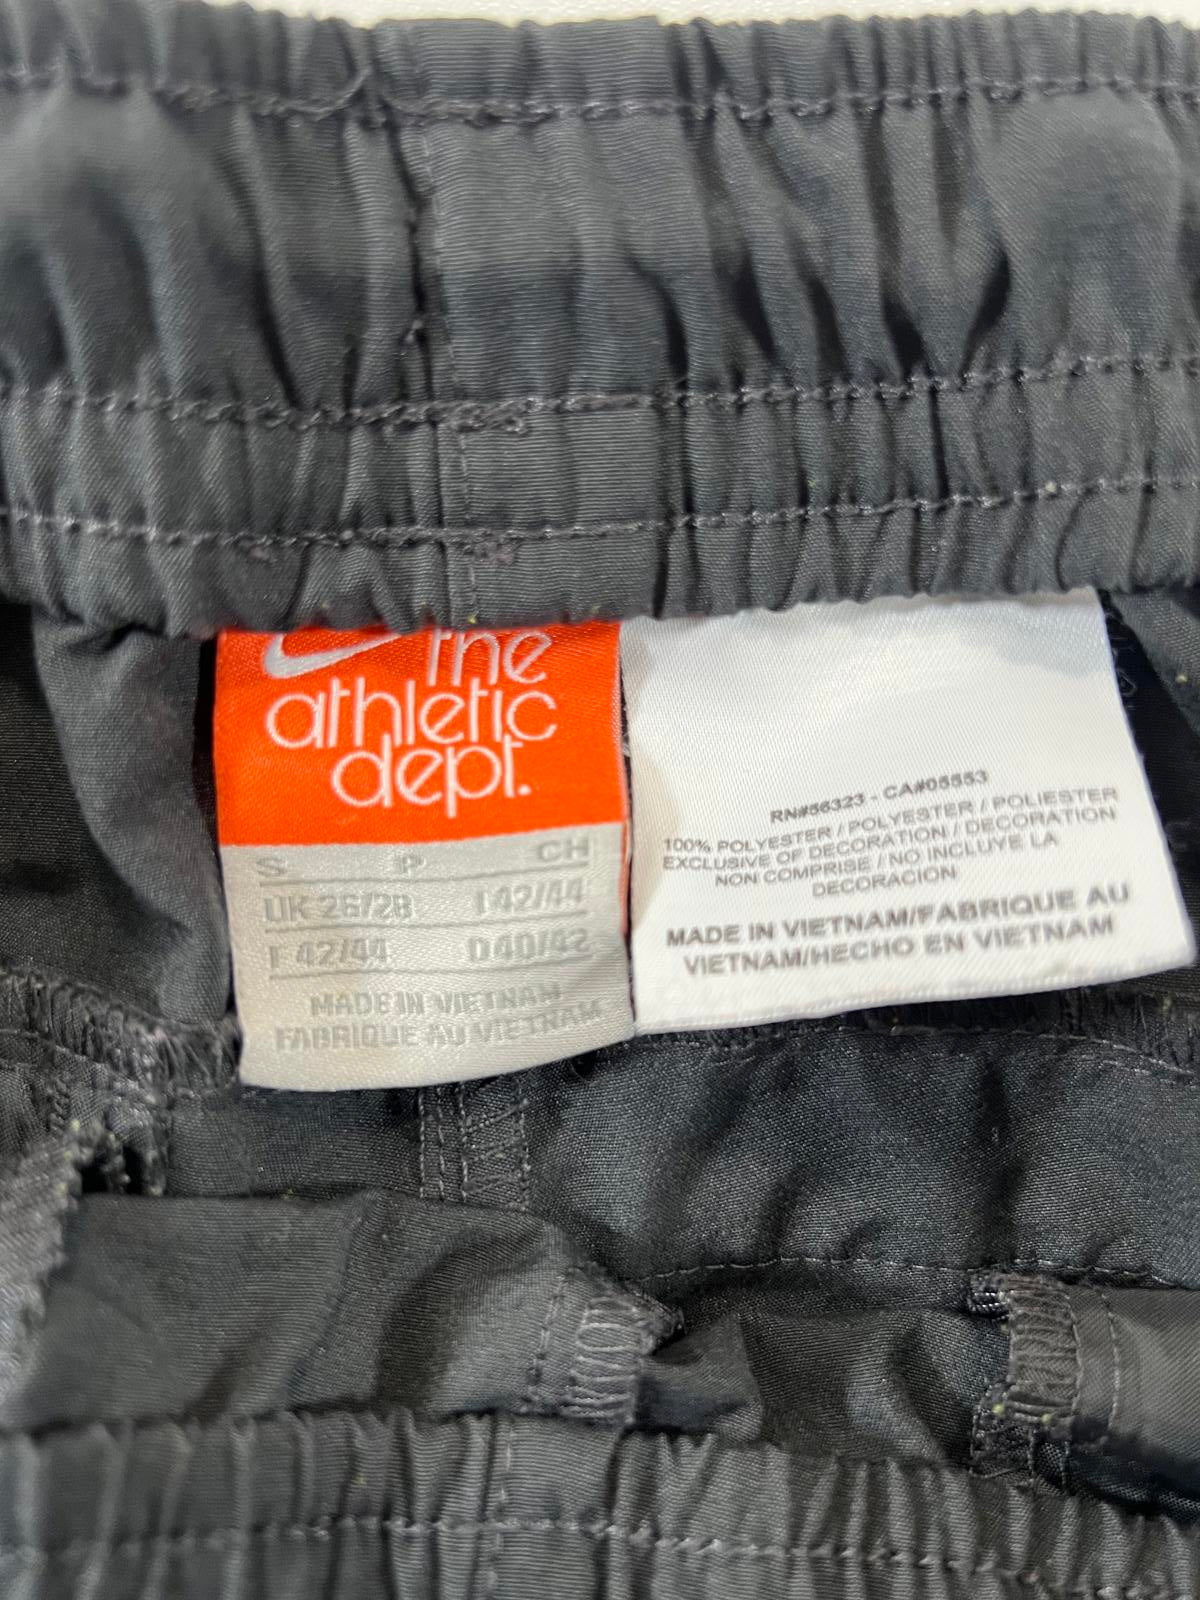 the
athletic
dept.
S P CH
UK 26/28 I 42/44
F 42/44 D 40/42
MADE IN VIETNAM
FABRIQUE AU VIETNAM
RN#56323 - CA#05553
100% POLYESTER / POLYESTER / POLIESTER
EXCLUSIVE OF DECORATION / DECORATION
NON COMPRISE / NO INCLUYE LA
DECORACION
MADE IN VIETNAM/FABRIQUE AU
VIETNAM/HECHO EN VIETNAM